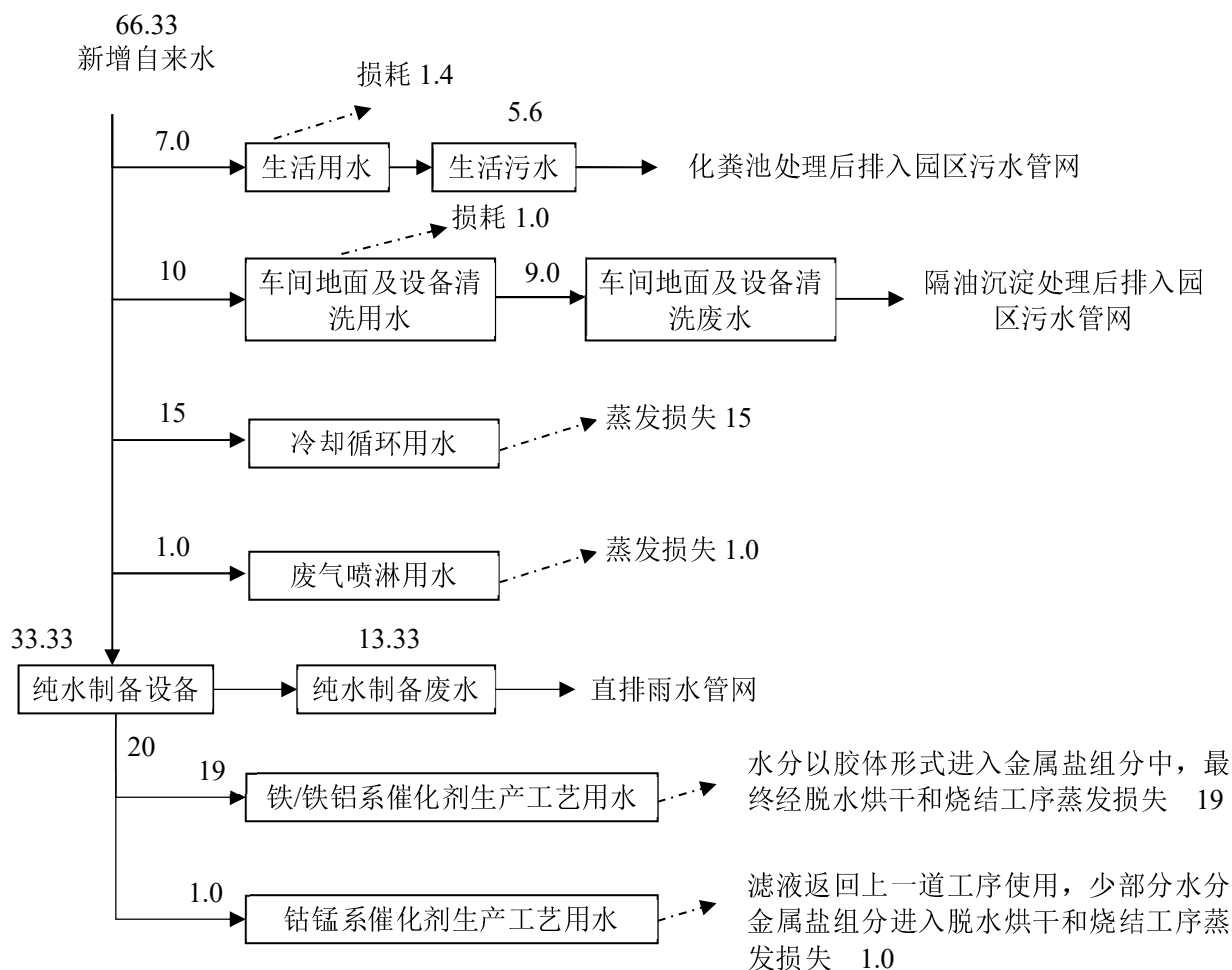 66.33
新增自来水
损耗 1.4
7.0
5.6
生活用水
生活污水
化粪池处理后排入园区污水管网
损耗 1.0
10
9.0
车间地面及设备清
洗用水
车间地面及设备清
洗废水
隔油沉淀处理后排入园
区污水管网
15
冷却循环用水
蒸发损失 15
1.0
废气喷淋用水
蒸发损失 1.0
33.33
13.33
纯水制备设备
纯水制备废水
直排雨水管网
20
19
铁/铁铝系催化剂生产工艺用水
水分以胶体形式进入金属盐组分中，最
终经脱水烘干和烧结工序蒸发损失 19
1.0
钴锰系催化剂生产工艺用水
滤液返回上一道工序使用，少部分水分
金属盐组分进入脱水烘干和烧结工序蒸
发损失 1.0